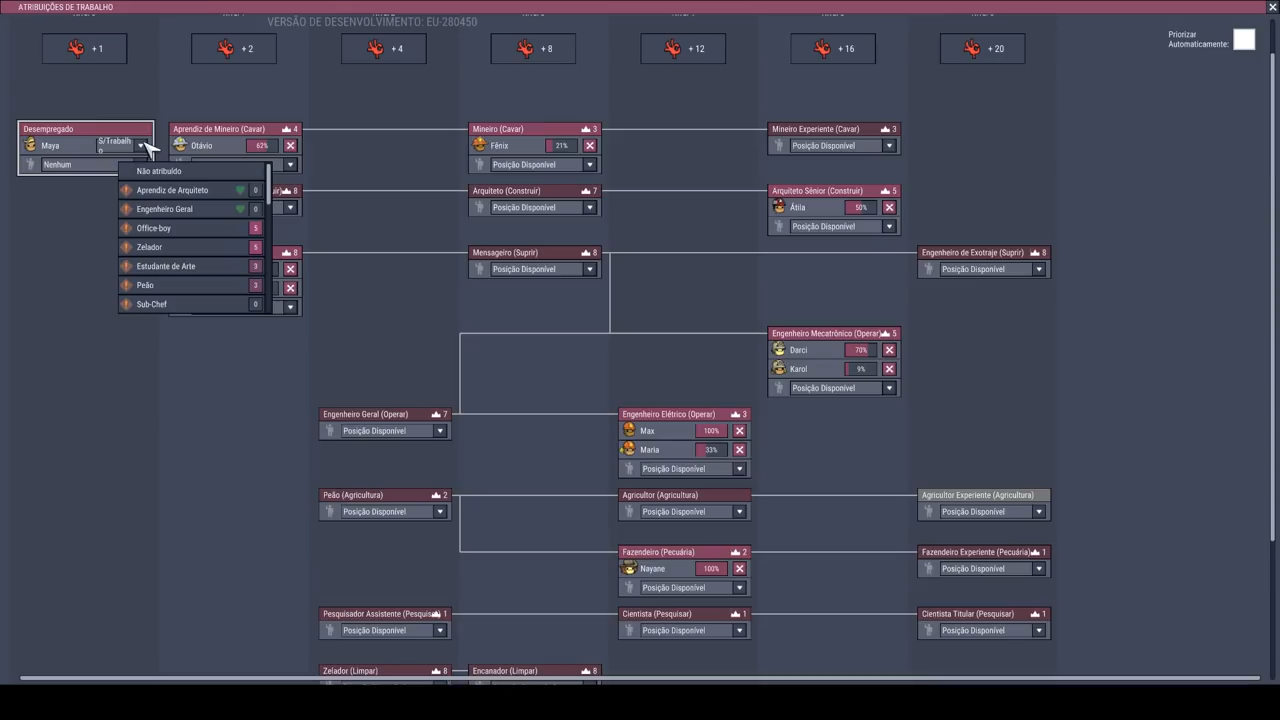 ATRIBUIÇÕES DE TRABALHO
VERSÃO DE DESENVOLVIMENTO: EU-280450
+ 1
+ 2
+ 4
+ 8
+ 12
+ 16
+ 20
Priorizar
Automaticamente:
Desempregado
Maya
S/Trabalh
o
Nenhum
Não atribuído
Aprendiz de Arquiteto 0
Engenheiro Geral 0
Office-boy 5
Zelador 5
Estudante de Arte 3
Peão 3
Sub-Chef 0
Aprendiz de Mineiro (Cavar) 4
Otávio 62%
8
8
Mineiro (Cavar) 3
Fênix 21%
Posição Disponível
Mineiro Experiente (Cavar) 3
Posição Disponível
Arquiteto (Construir) 7
Posição Disponível
Arquiteto Sênior (Construir) 5
Átila 50%
Posição Disponível
Mensageiro (Suprir) 8
Posição Disponível
Engenheiro de Exotraje (Suprir) 8
Posição Disponível
Engenheiro Mecatrônico (Operar) 5
Darci 70%
Karol 9%
Posição Disponível
Engenheiro Geral (Operar) 7
Posição Disponível
Engenheiro Elétrico (Operar) 3
Max 100%
Maria 33%
Posição Disponível
Peão (Agricultura) 2
Posição Disponível
Agricultor (Agricultura)
Posição Disponível
Agricultor Experiente (Agricultura)
Posição Disponível
Fazendeiro (Pecuária) 2
Nayane 100%
Posição Disponível
Fazendeiro Experiente (Pecuária) 1
Posição Disponível
Pesquisador Assistente (Pesquisar) 1
Posição Disponível
Cientista (Pesquisar) 1
Posição Disponível
Cientista Titular (Pesquisar) 1
Posição Disponível
Zelador (Limpar) 8
Encanador (Limpar) 8